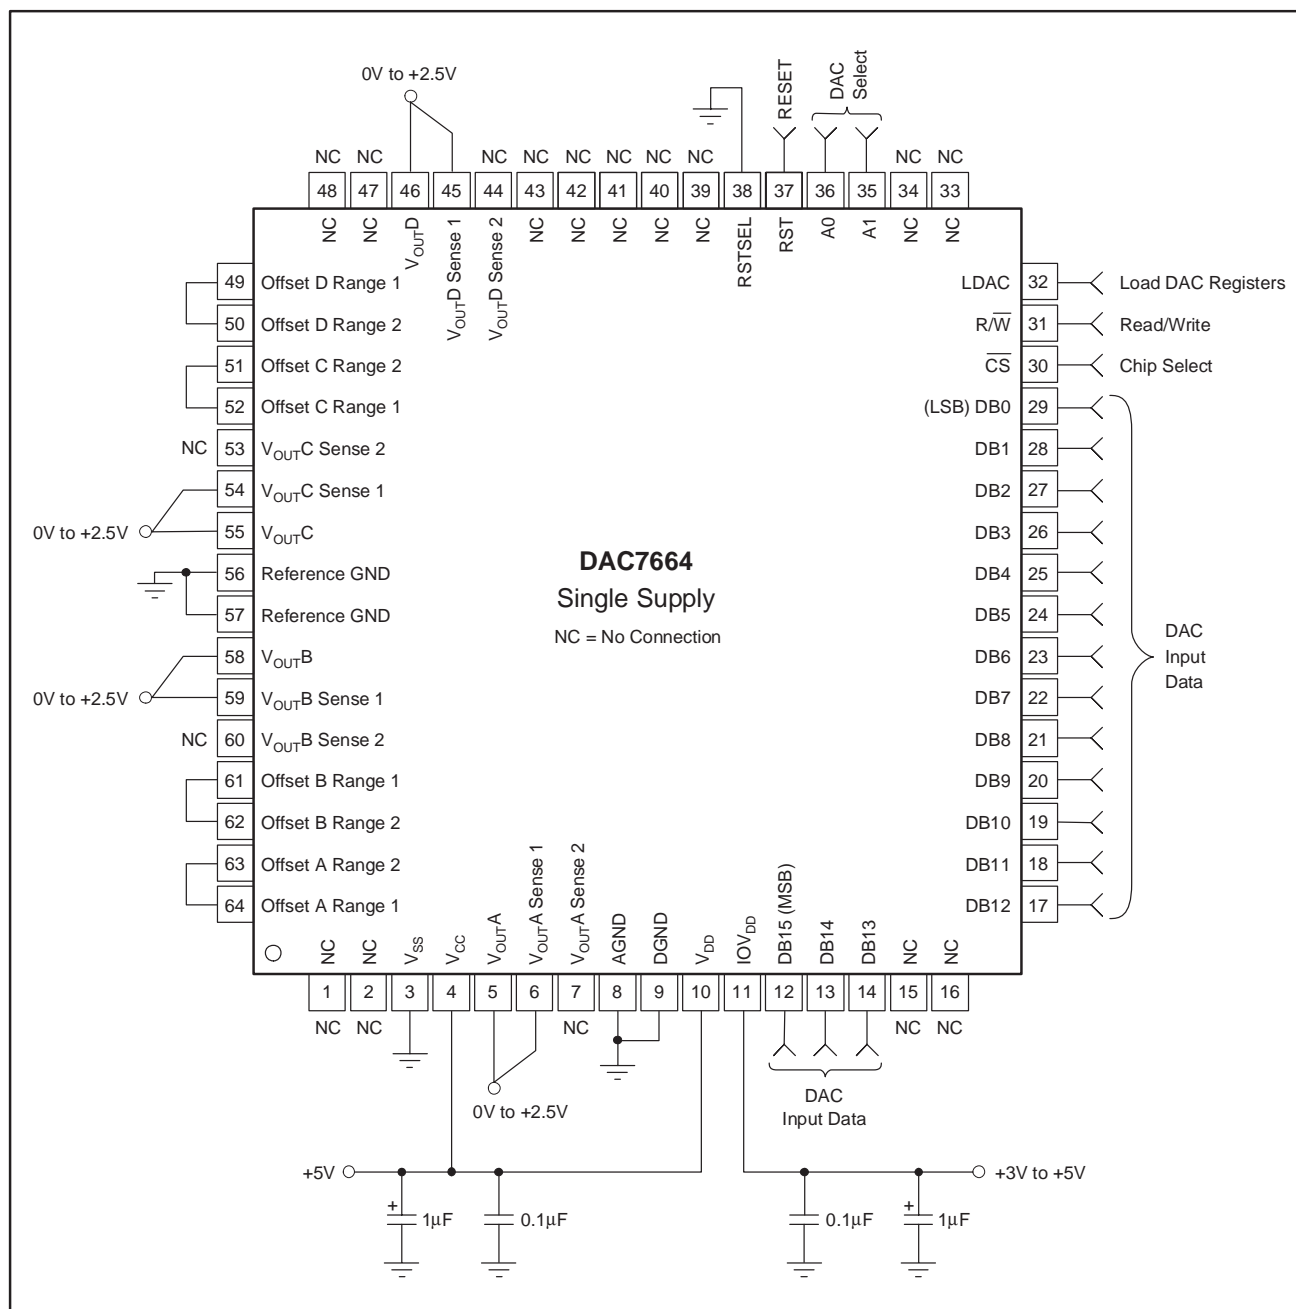 0V to +2.5V
RESET
DAC
Select
NC NC NC NC NC NC NC NC NC NC
48 47 46 45 44 43 42 41 40 39 38 37 36 35 34 33
NC NC VOUTD VOUTD Sense 1 VOUTD Sense 2 NC NC NC NC NC RSTSEL RST A0 A1 NC NC
49 Offset D Range 1
50 Offset D Range 2
51 Offset C Range 2
52 Offset C Range 1
NC 53 VOUTC Sense 2
54 VOUTC Sense 1
0V to +2.5V 55 VOUTC
56 Reference GND
57 Reference GND
58 VOUTB
0V to +2.5V 59 VOUTB Sense 1
NC 60 VOUTB Sense 2
61 Offset B Range 1
62 Offset B Range 2
63 Offset A Range 2
64 Offset A Range 1
DAC7664
Single Supply
NC = No Connection
LDAC 32 Load DAC Registers
R/W̅ 31 Read/Write
C̅S̅ 30 Chip Select
(LSB) DB0 29
DB1 28
DB2 27
DB3 26
DB4 25
DB5 24
DB6 23
DB7 22
DB8 21
DB9 20
DB10 19
DB11 18
DB12 17
DAC
Input
Data
NC NC VSS VCC VOUTA VOUTA Sense 1 VOUTA Sense 2 AGND DGND VDD IOVDD DB15 (MSB) DB14 DB13 NC NC
1 2 3 4 5 6 7 8 9 10 11 12 13 14 15 16
NC NC NC NC NC
0V to +2.5V
DAC
Input Data
+5V
+3V to +5V
+ 1µF
0.1µF
0.1µF
+ 1µF